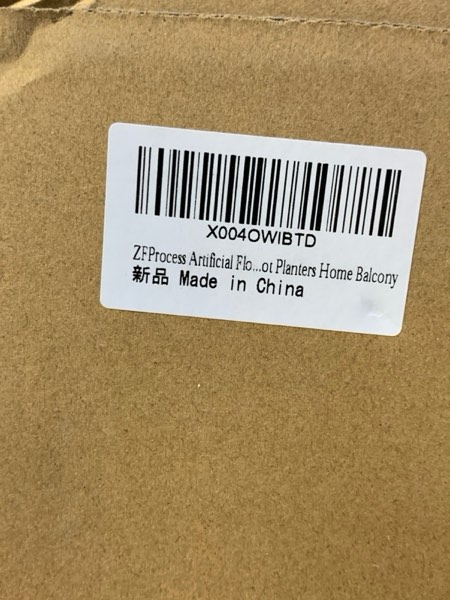 X004OWIBTD
ZFProcess Artificial Flo...ot Planters Home Balcony
新品 Made in China